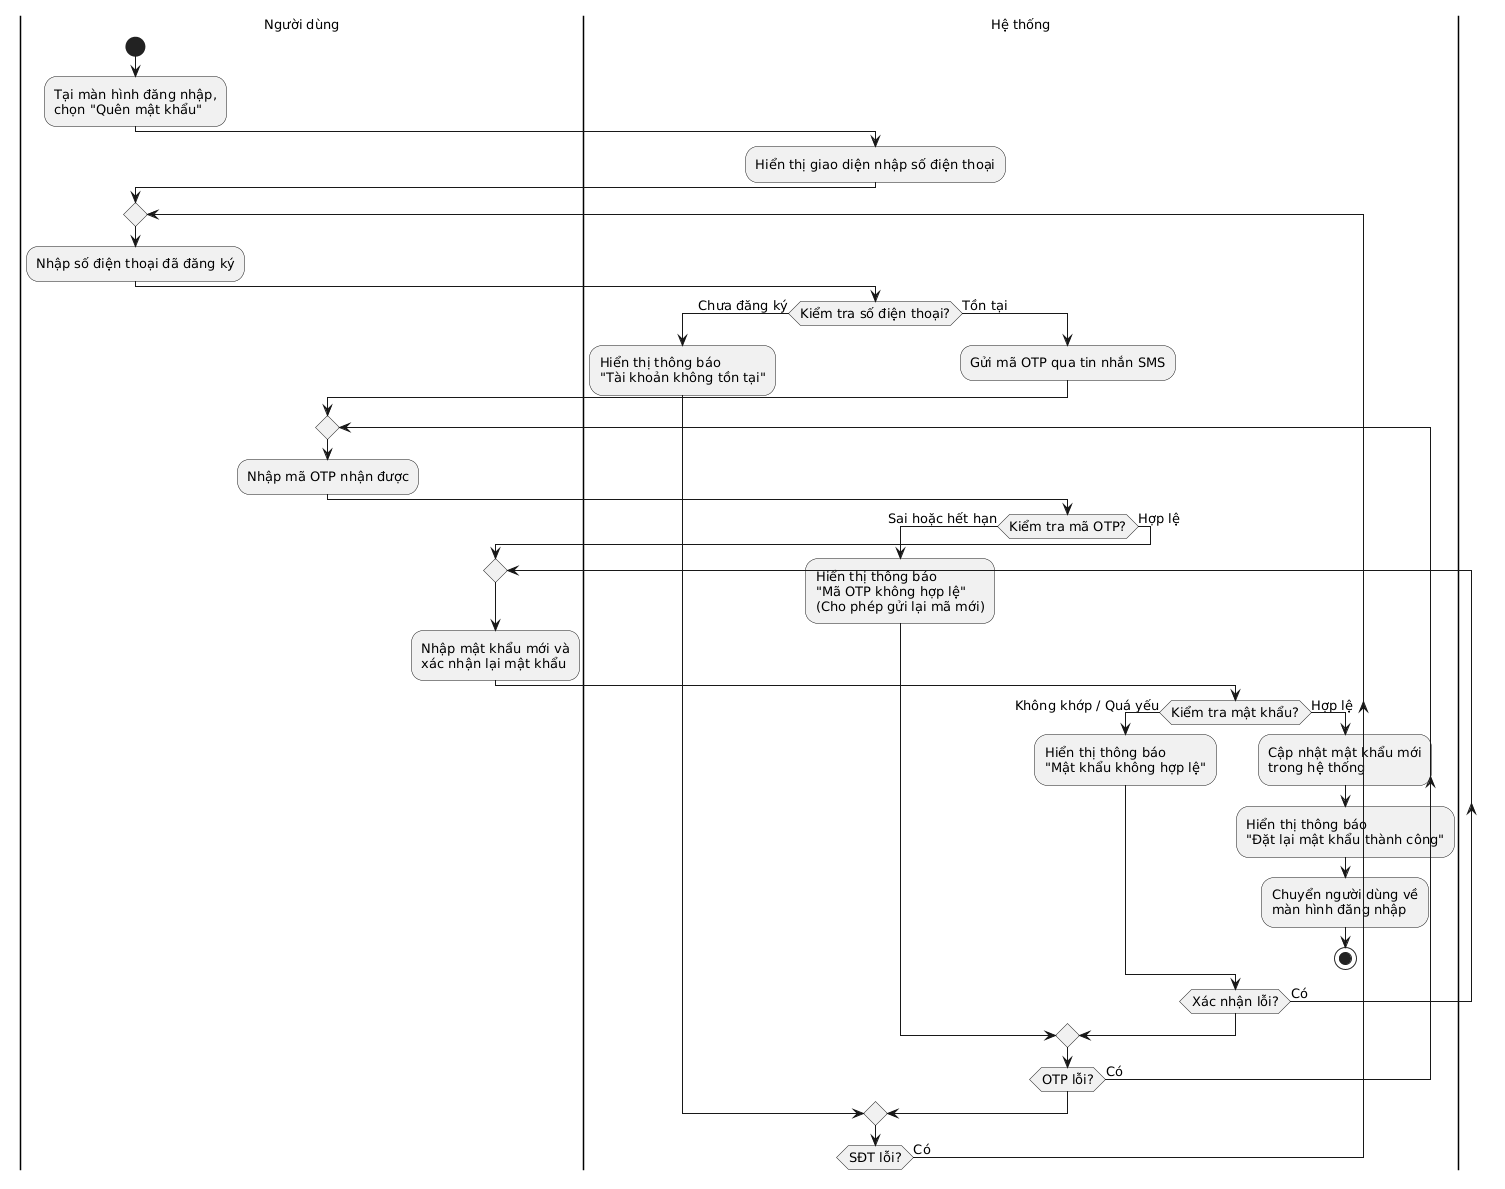 Người dùng
Hệ thống
Tại màn hình đăng nhập,
chọn "Quên mật khẩu"
Hiển thị giao diện nhập số điện thoại
Nhập số điện thoại đã đăng ký
Chưa đăng ký
Kiểm tra số điện thoại?
Tồn tại
Hiển thị thông báo
"Tài khoản không tồn tại"
Gửi mã OTP qua tin nhắn SMS
Nhập mã OTP nhận được
Sai hoặc hết hạn
Kiểm tra mã OTP?
Hợp lệ
Hiển thị thông báo
"Mã OTP không hợp lệ"
(Cho phép gửi lại mã mới)
Nhập mật khẩu mới và
xác nhận lại mật khẩu
Không khớp / Quá yếu
Kiểm tra mật khẩu?
Hợp lệ
Hiển thị thông báo
"Mật khẩu không hợp lệ"
Cập nhật mật khẩu mới
trong hệ thống
Hiển thị thông báo
"Đặt lại mật khẩu thành công"
Chuyển người dùng về
màn hình đăng nhập
Xác nhận lỗi?
Có
OTP lỗi?
Có
SĐT lỗi?
Có